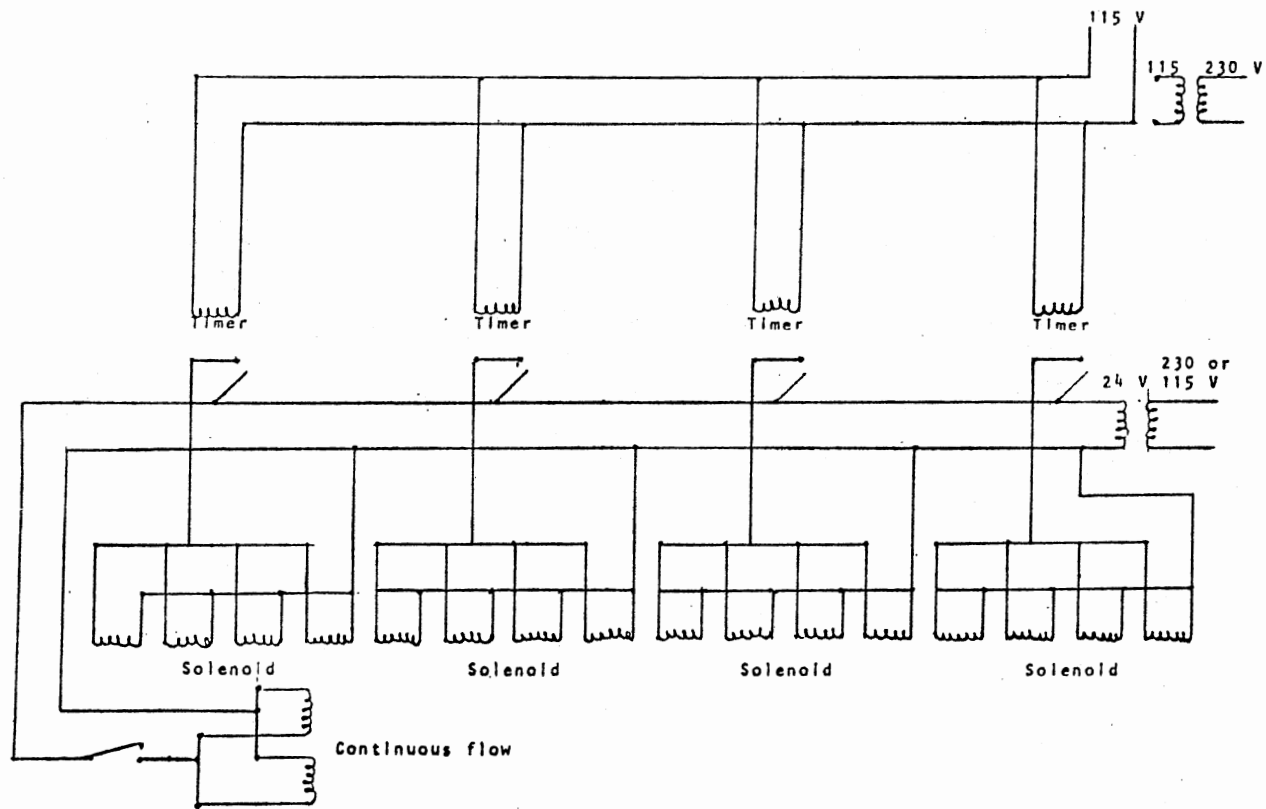 115 V
115 230 V
Timer Timer Timer Timer
230 or
24 V 115 V
Solenoid Solenoid Solenoid Solenoid
Continuous flow